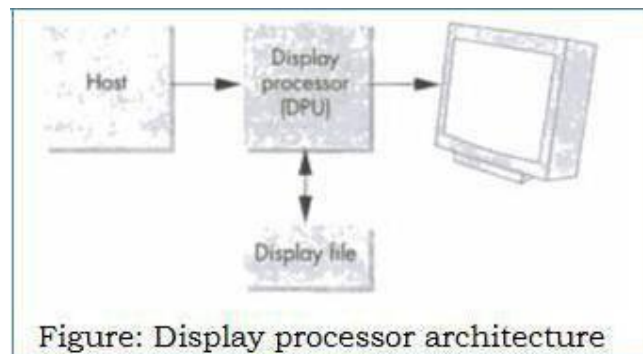 Host
Display
processor
(DPU)
Display file
Figure: Display processor architecture